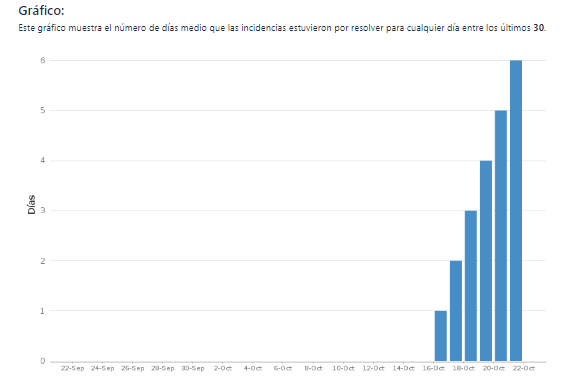 Gráfico:
Este gráfico muestra el número de días medio que las incidencias estuvieron por resolver para cualquier día entre los últimos 30.
6
5
4
3
2
1
0
Días
22-Sep 24-Sep 26-Sep 28-Sep 30-Sep 2-Oct 4-Oct 6-Oct 8-Oct 10-Oct 12-Oct 14-Oct 16-Oct 18-Oct 20-Oct 22-Oct